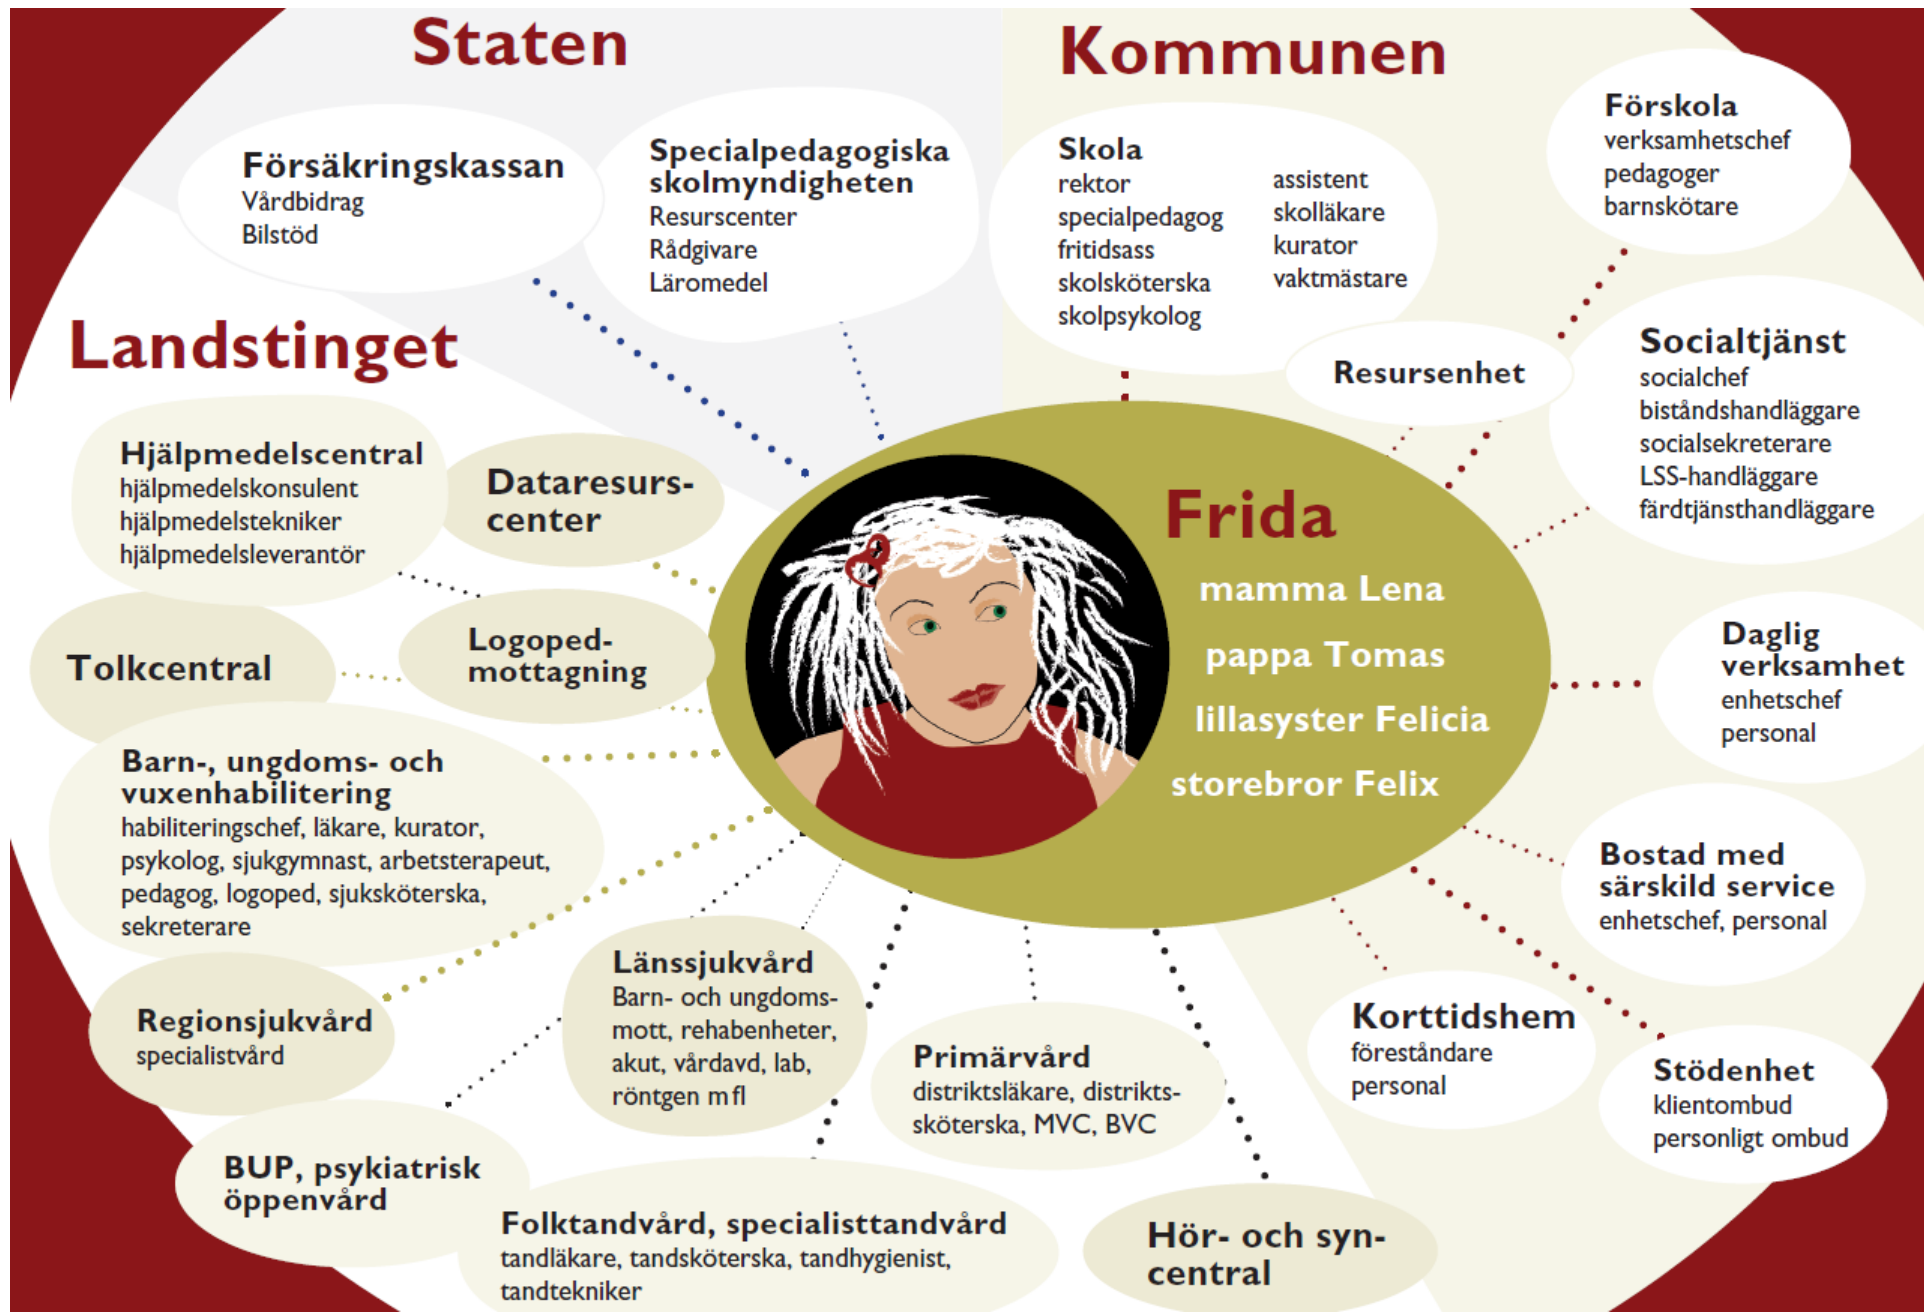 Staten
Försäkringskassan
Vårdbidrag
Bilstöd
Specialpedagogiska
skolmyndigheten
Resurscenter
Rådgivare
Läromedel
Kommunen
Skola
rektor
specialpedagog
fritidsass
skolsköterska
skolpsykolog
assistent
skolläkare
kurator
vaktmästare
Förskola
verksamhetschef
pedagoger
barnskötare
Resursenhet
Socialtjänst
socialchef
biståndshandläggare
socialsekreterare
LSS-handläggare
färdtjänsthandläggare
Daglig
verksamhet
enhetschef
personal
Bostad med
särskild service
enhetschef, personal
Korttidshem
föreståndare
personal
Stödenhet
klientombud
personligt ombud
Frida
mamma Lena
pappa Tomas
lillasyster Felicia
storebror Felix
Landstinget
Hjälpmedelscentral
hjälpmedelskonsulent
hjälpmedelstekniker
hjälpmedelsleverantör
Dataresurs-
center
Tolkcentral
Logoped-
mottagning
Barn-, ungdoms- och
vuxenhabilitering
habiliteringschef, läkare, kurator,
psykolog, sjukgymnast, arbetsterapeut,
pedagog, logoped, sjuksköterska,
sekreterare
Regionsjukvård
specialistvård
Länssjukvård
Barn- och ungdoms-
mott, rehabenheter,
akut, vårdavd, lab,
röntgen mfl
Primärvård
distriktsläkare, distrikts-
sköterska, MVC, BVC
BUP, psykiatrisk
öppenvård
Folktandvård, specialisttandvård
tandläkare, tandsköterska, tandhygienist,
tandtekniker
Hör- och syn-
central